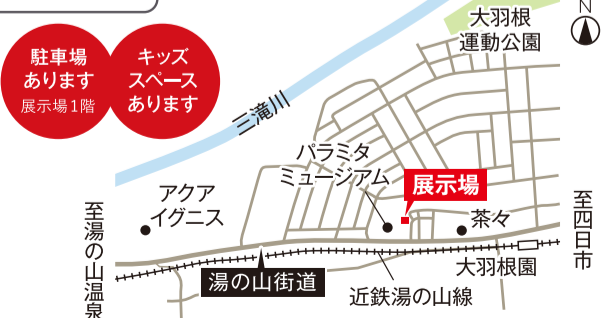 駐車場
あります
展示場1階
キッズ
スペース
あります
N
大羽根
運動公園
三滝川
パラミタ
ミュージアム
展示場
アクア
イグニス
茶々
至湯の山温泉
至四日市
湯の山街道
大羽根園
近鉄湯の山線